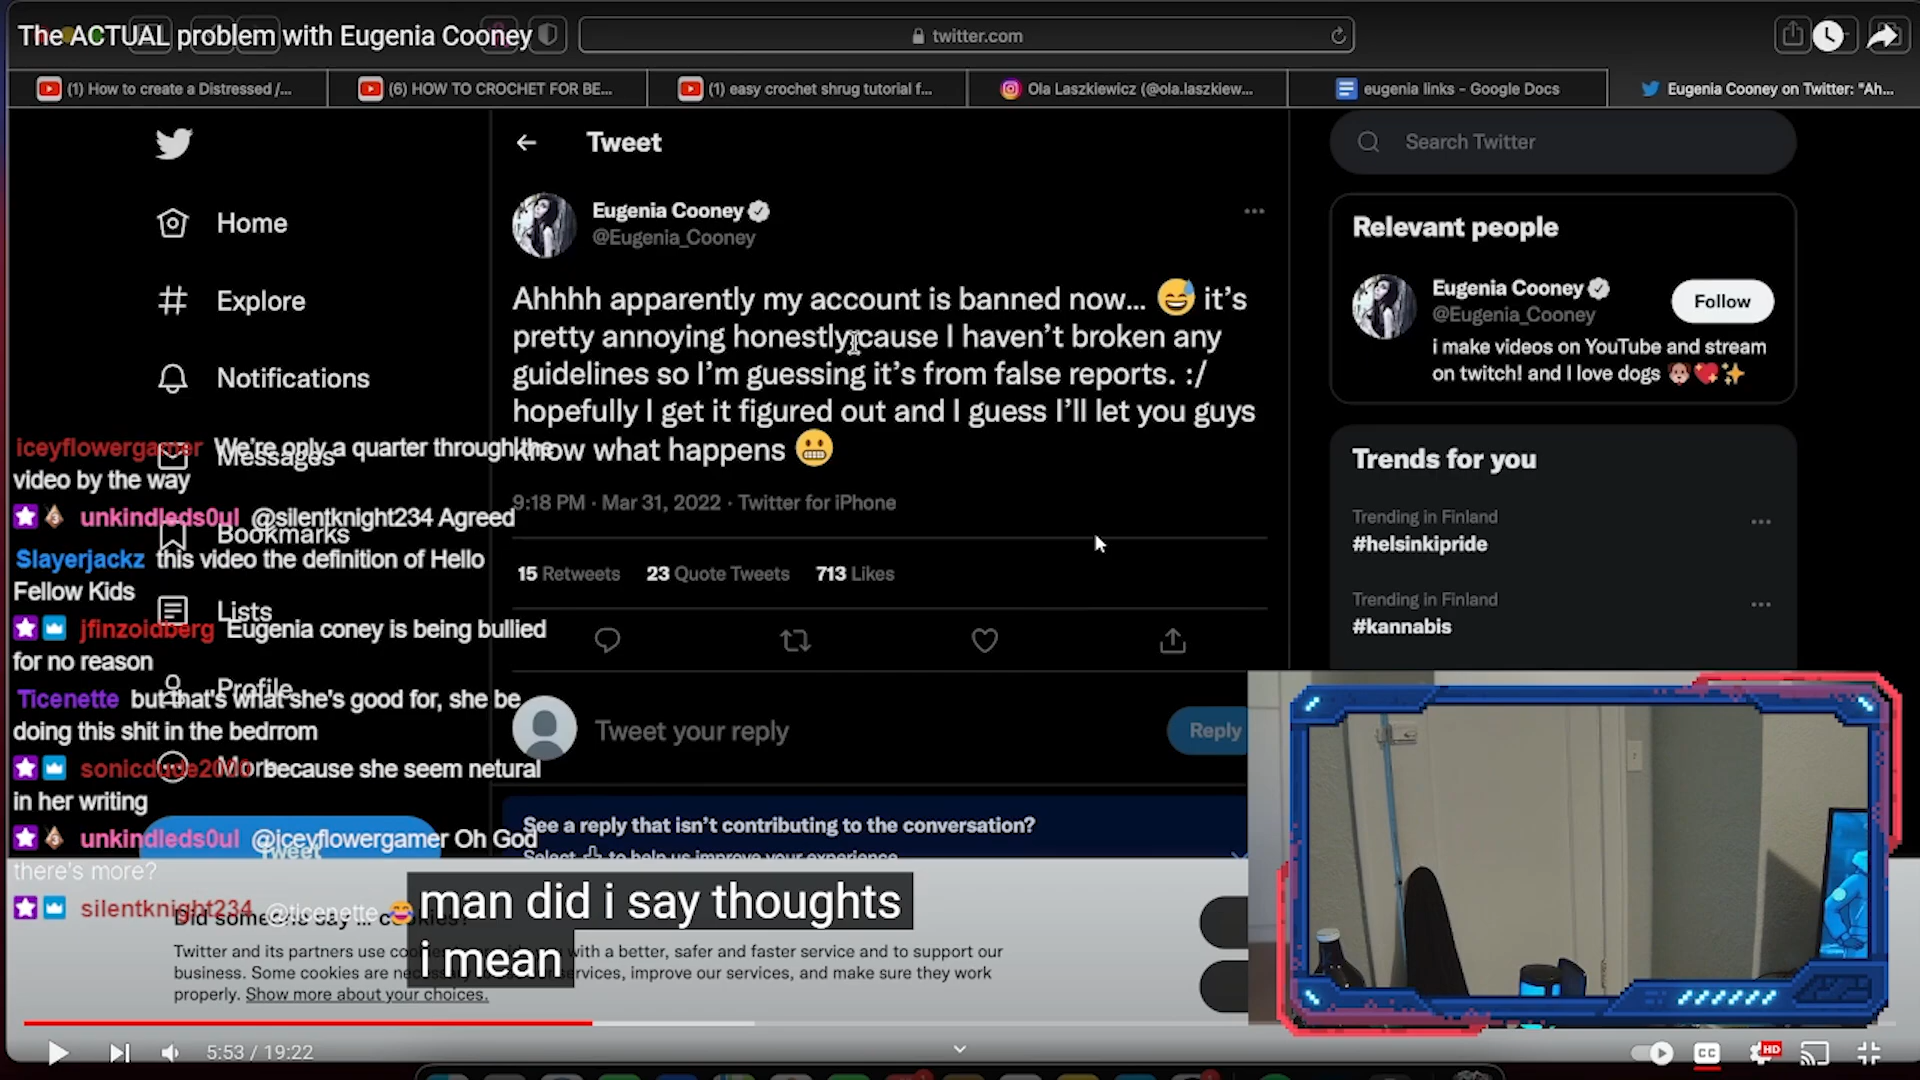 The ACTUAL problem with Eugenia Cooney
twitter.com
(1) How to create a Distressed /...
(6) HOW TO CROCHET FOR BE...
(1) easy crochet shrug tutorial f...
Ola Laszkiewicz (@ola.laszkiew...
eugenia links - Google Docs
Eugenia Cooney on Twitter: "Ah...
Home
Explore
Notifications
Messages
Bookmarks
Lists
Profile
More
Tweet
Tweet
Eugenia Cooney
@Eugenia_Cooney
Ahhhh apparently my account is banned now... 😅 it's
pretty annoying honestly cause I haven't broken any
guidelines so I'm guessing it's from false reports. :/
hopefully I get it figured out and I guess I'll let you guys
know what happens 😬
9:18 PM · Mar 31, 2022 · Twitter for iPhone
15 Retweets 23 Quote Tweets 713 Likes
Tweet your reply
Reply
See a reply that isn't contributing to the conversation?
Select to help us improve your experience
Search Twitter
Relevant people
Eugenia Cooney
@Eugenia_Cooney
Follow
i make videos on YouTube and stream
on twitch! and I love dogs 🐶💖✨
Trends for you
Trending in Finland
#helsinkipride
Trending in Finland
#kannabis
iceyflowergamer We're only a quarter through the
video by the way
unkindleds0ul @silentknight234 Agreed
Slayerjackz this video the definition of Hello
Fellow Kids
jfinzoidberg Eugenia coney is being bullied
for no reason
Ticenette but that's what she's good for, she be
doing this shit in the bedrrom
sonicdude2000 because she seem netural
in her writing
unkindleds0ul @iceyflowergamer Oh God
there's more?
silentknight234 @ticenette 😂
man did i say thoughts
i mean
Did someone say ... cookies?
Twitter and its partners use cookies with a better, safer and faster service and to support our
business. Some cookies are necessary services, improve our services, and make sure they work
properly. Show more about your choices.
5:53 / 19:22
CC
HD